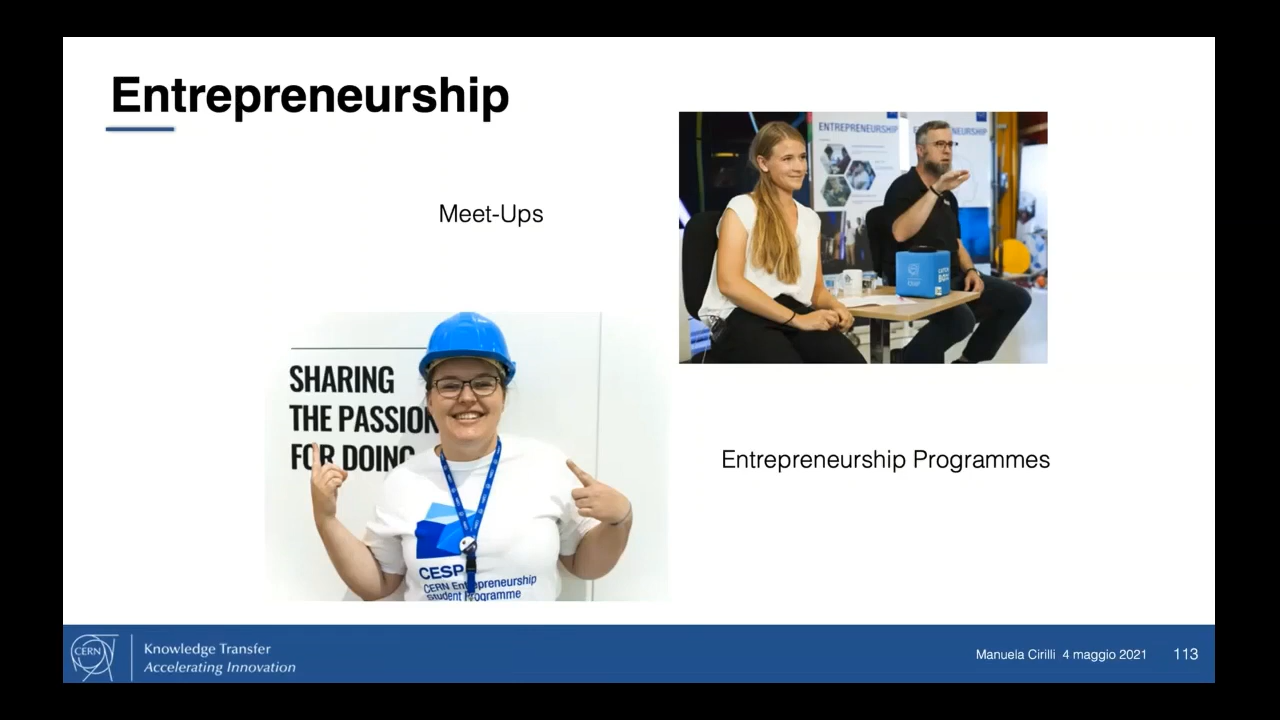 Entrepreneurship
Meet-Ups
ENTREPRENEURSHIP
SHARING
THE PASSION
FOR DOING
CESP
CERN Entrepreneurship
Student Programme
Entrepreneurship Programmes
CERN
Knowledge Transfer
Accelerating Innovation
Manuela Cirilli 4 maggio 2021
113